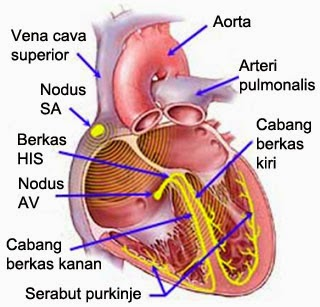 Aorta
Vena cava
superior
Arteri
pulmonalis
Nodus
SA
Cabang
berkas
kiri
Berkas
HIS
Nodus
AV
Cabang
berkas kanan
Serabut purkinje